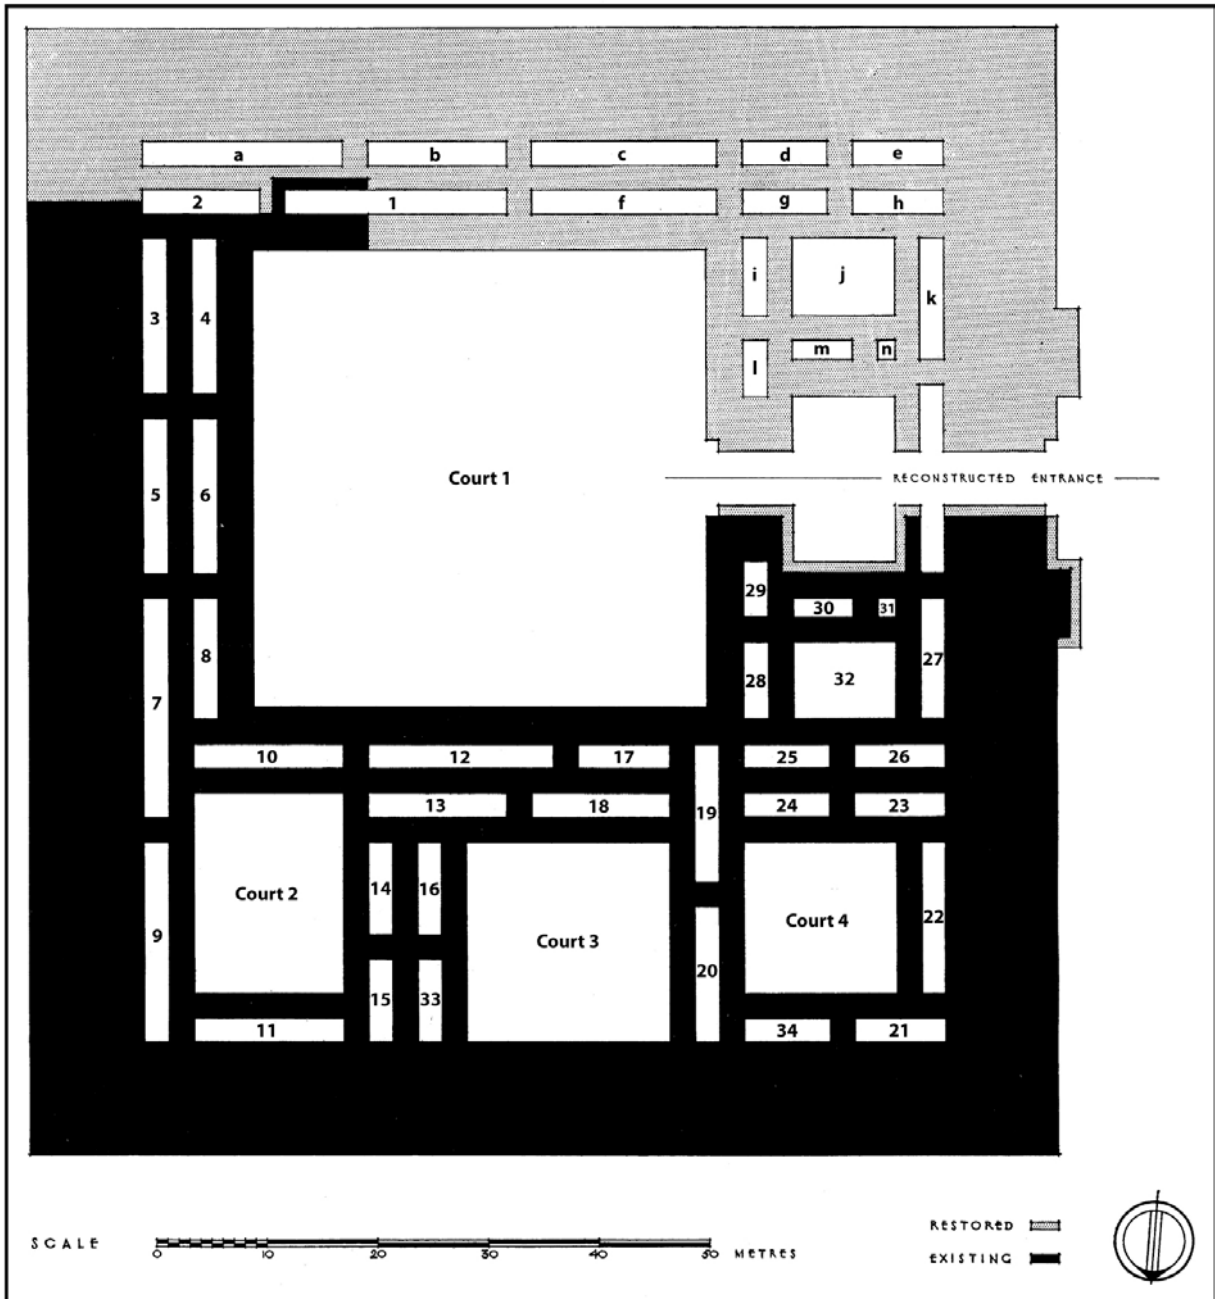 a b c d e
2 1 f g h
i j k
3 4
m n
l
Court 1
RECONSTRUCTED ENTRANCE
5 6
29
30 31
8 28 32 27
7
10 12 17 25 26
13 18 19 24 23
14 16
Court 2
Court 4
22
9
Court 3
20
15 33
11 34 21
SCALE
0 10 20 30 40 50 METRES
RESTORED
EXISTING